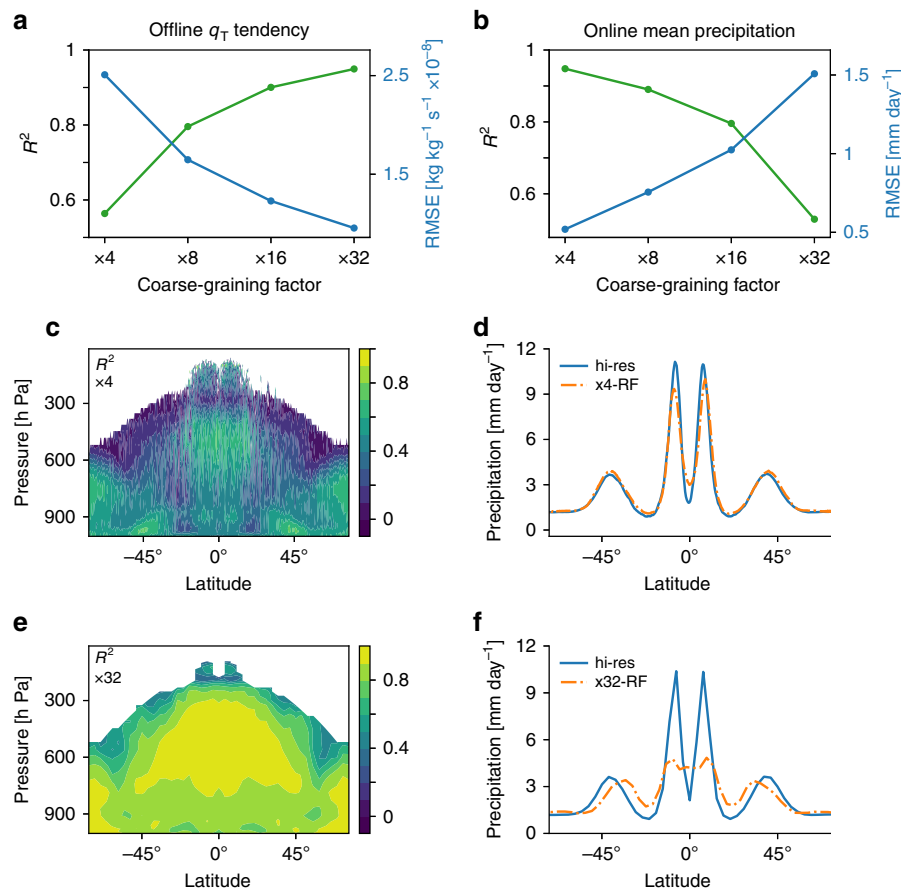 a
Offline qT tendency
1
0.8
0.6
R²
2.5
1.5
RMSE [kg kg⁻¹ s⁻¹ ×10⁻⁸]
×4
×8
×16
×32
Coarse-graining factor
b
Online mean precipitation
1
0.8
0.6
R²
1.5
1
0.5
RMSE [mm day⁻¹]
×4
×8
×16
×32
Coarse-graining factor
c
R²
×4
300
600
900
Pressure [h Pa]
0.8
0.4
0
−45°
0°
45°
Latitude
d
hi-res
x4-RF
12
9
6
3
0
Precipitation [mm day⁻¹]
−45°
0°
45°
Latitude
e
R²
×32
300
600
900
Pressure [h Pa]
0.8
0.4
0
−45°
0°
45°
Latitude
f
hi-res
x32-RF
12
9
6
3
0
Precipitation [mm day⁻¹]
−45°
0°
45°
Latitude